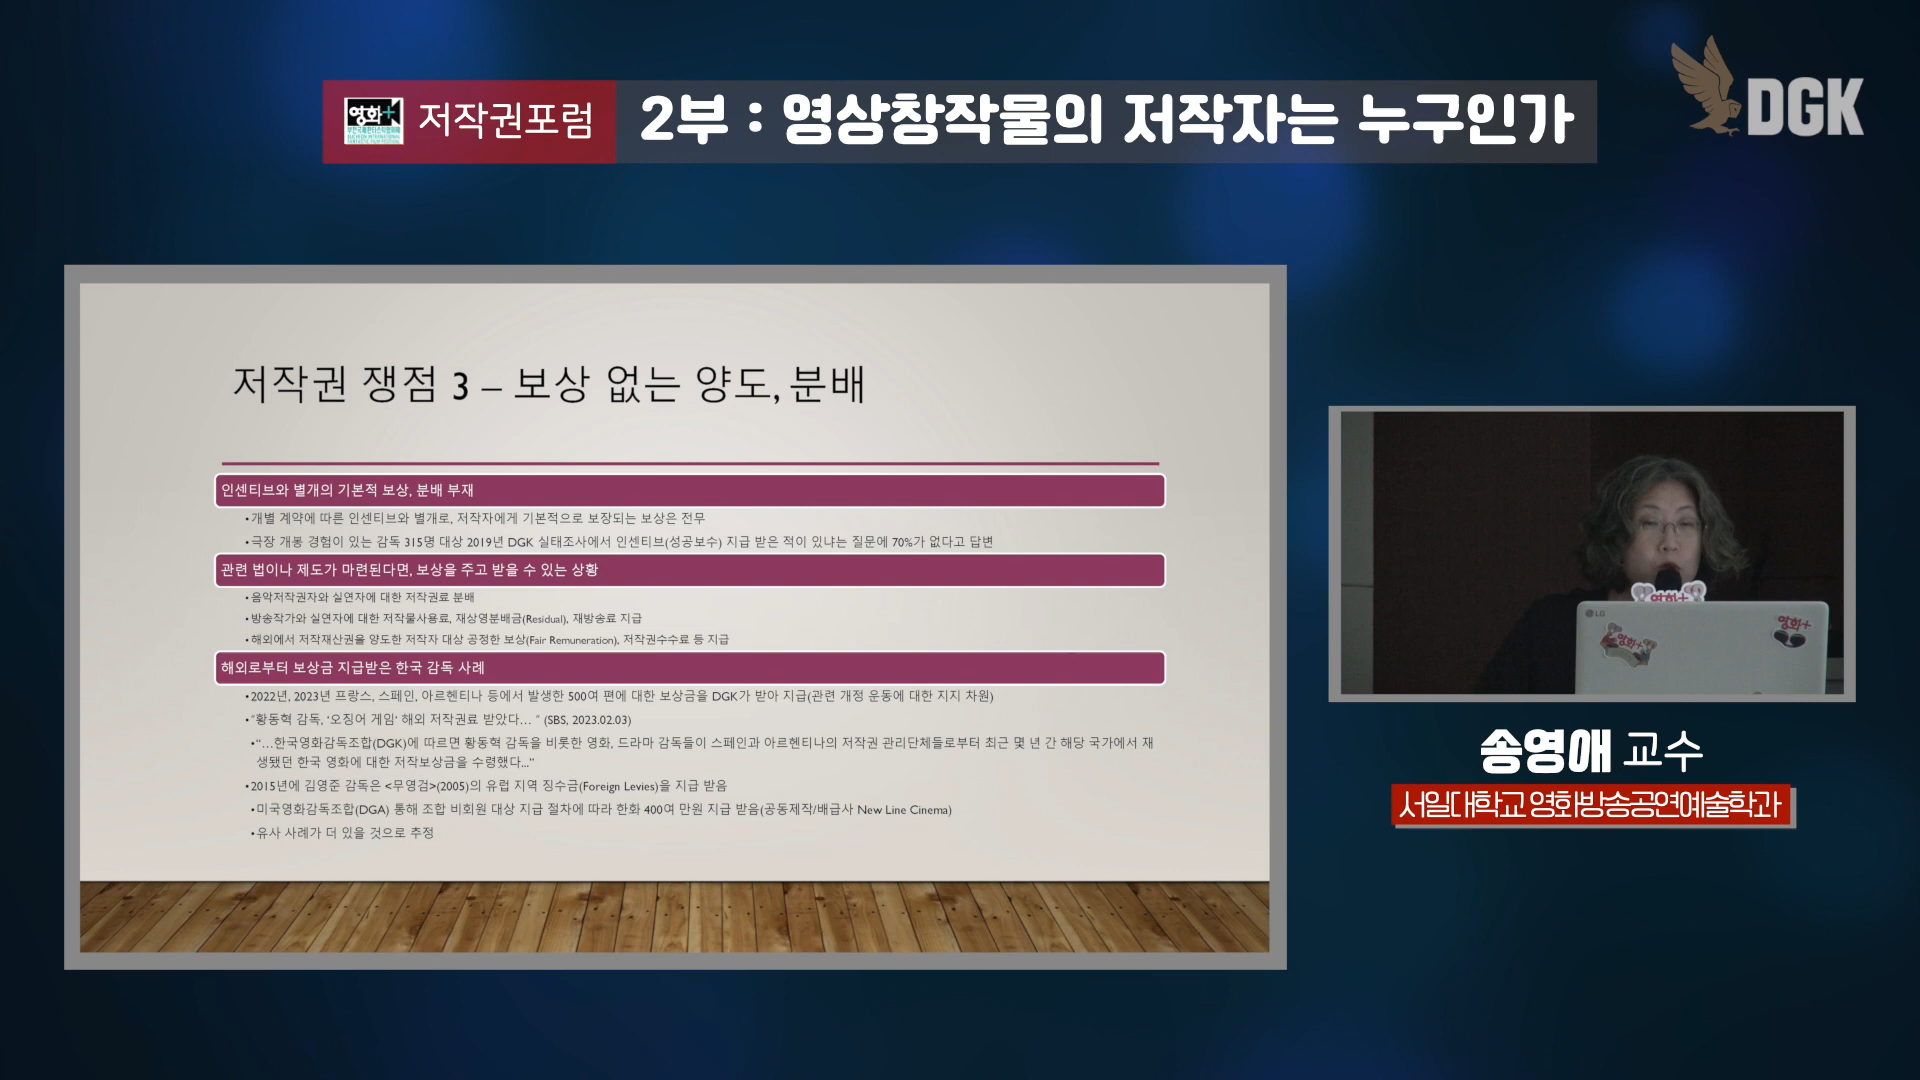 영화+
저작권포럼
2부 : 영상창작물의 저작자는 누구인가
DGK
저작권 쟁점 3 – 보상 없는 양도, 분배
인센티브와 별개의 기본적 보상, 분배 부재
•개별 계약에 따른 인센티브와 별개로, 저작자에게 기본적으로 보장되는 보상은 전무
•극장 개봉 경험이 있는 감독 315명 대상 2019년 DGK 실태조사에서 인센티브(성공보수) 지급 받은 적이 있냐는 질문에 70%가 없다고 답변
관련 법이나 제도가 마련된다면, 보상을 주고 받을 수 있는 상황
•음악저작권자와 실연자에 대한 저작권료 분배
•방송작가와 실연자에 대한 저작물사용료, 재상영분배금(Residual), 재방송료 지급
•해외에서 저작재산권을 양도한 저작자 대상 공정한 보상(Fair Remuneration), 저작권수수료 등 지급
해외로부터 보상금 지급받은 한국 감독 사례
•2022년, 2023년 프랑스, 스페인, 아르헨티나 등에서 발생한 500여 편에 대한 보상금을 DGK가 받아 지급(관련 개정 운동에 대한 지지 차원)
•"황동혁 감독, '오징어 게임' 해외 저작권료 받았다… " (SBS, 2023.02.03)
•"…한국영화감독조합(DGK)에 따르면 황동혁 감독을 비롯한 영화, 드라마 감독들이 스페인과 아르헨티나의 저작권 관리단체들로부터 최근 몇 년 간 해당 국가에서 재
생됐던 한국 영화에 대한 저작보상금을 수령했다..."
•2015년에 김영준 감독은 <무영검>(2005)의 유럽 지역 징수금(Foreign Levies)을 지급 받음
•미국영화감독조합(DGA) 통해 조합 비회원 대상 지급 절차에 따라 한화 400여 만원 지급 받음(공동제작/배급사 New Line Cinema)
•유사 사례가 더 있을 것으로 추정
영화+
LG
영화+
영화+
송영애 교수
서일대학교 영화방송공연예술학과